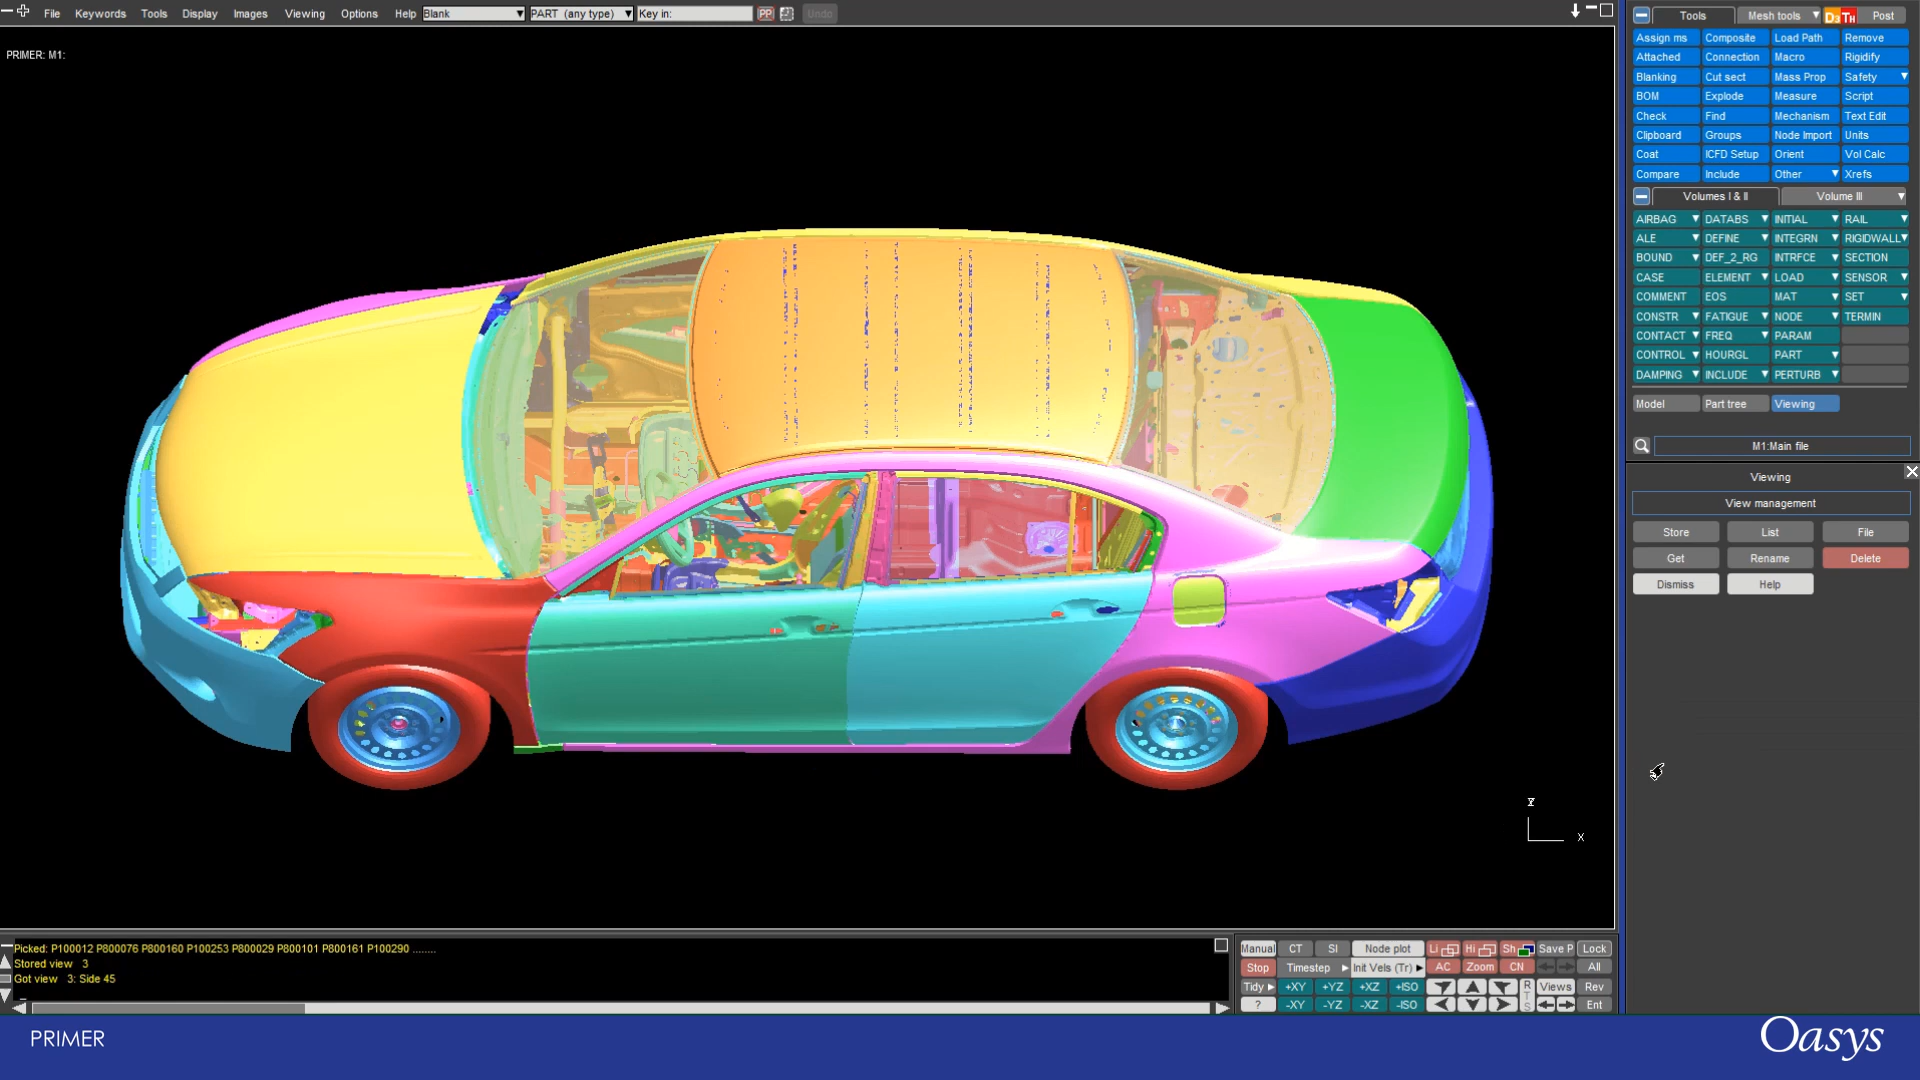 File Keywords Tools Display Images Viewing Options Help Blank PART (any type) Key in: PP Undo
PRIMER: M1:
Tools Mesh tools D3 TH Post
Assign ms Composite Load Path Remove
Attached Connection Macro Rigidify
Blanking Cut sect Mass Prop Safety
BOM Explode Measure Script
Check Find Mechanism Text Edit
Clipboard Groups Node Import Units
Coat ICFD Setup Orient Vol Calc
Compare Include Other Xrefs
Volumes I & II Volume III
AIRBAG DATABS INITIAL RAIL
ALE DEFINE INTEGRN RIGIDWALL
BOUND DEF_2_RG INTRFCE SECTION
CASE ELEMENT LOAD SENSOR
COMMENT EOS MAT SET
CONSTR FATIGUE NODE TERMIN
CONTACT FREQ PARAM
CONTROL HOURGL PART
DAMPING INCLUDE PERTURB
Model Part tree Viewing
M1:Main file
Viewing
View management
Store List File
Get Rename Delete
Dismiss Help
X
Picked: P100012 P800076 P800160 P100253 P800029 P800101 P800161 P100290 ........
Stored view 3
Got view 3: Side 45
Manual CT SI Node plot Li Hi Sh Save P Lock
Stop Timestep Init Vels (Tr) AC Zoom CN All
Tidy +XY +YZ +XZ +ISO R T S Views Rev
? -XY -YZ -XZ -ISO Ent
PRIMER
Oasys